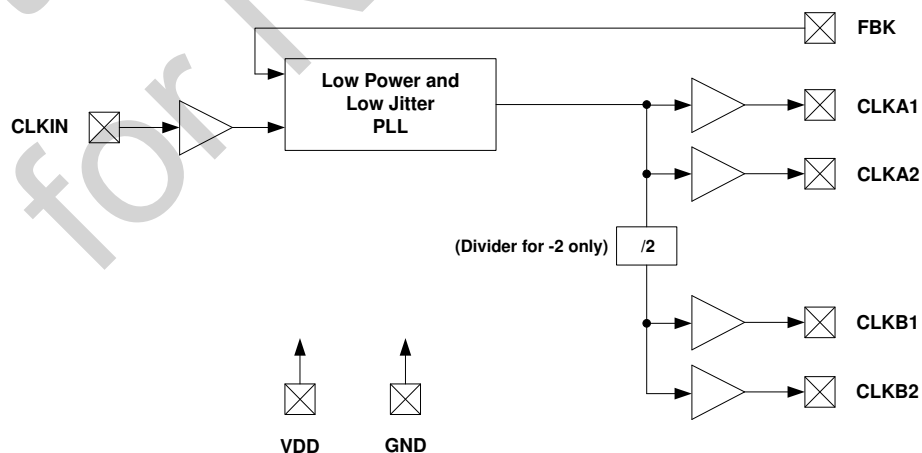 FBK
Low Power and
Low Jitter
PLL
CLKIN
CLKA1
CLKA2
(Divider for -2 only)
/2
CLKB1
CLKB2
VDD
GND
for